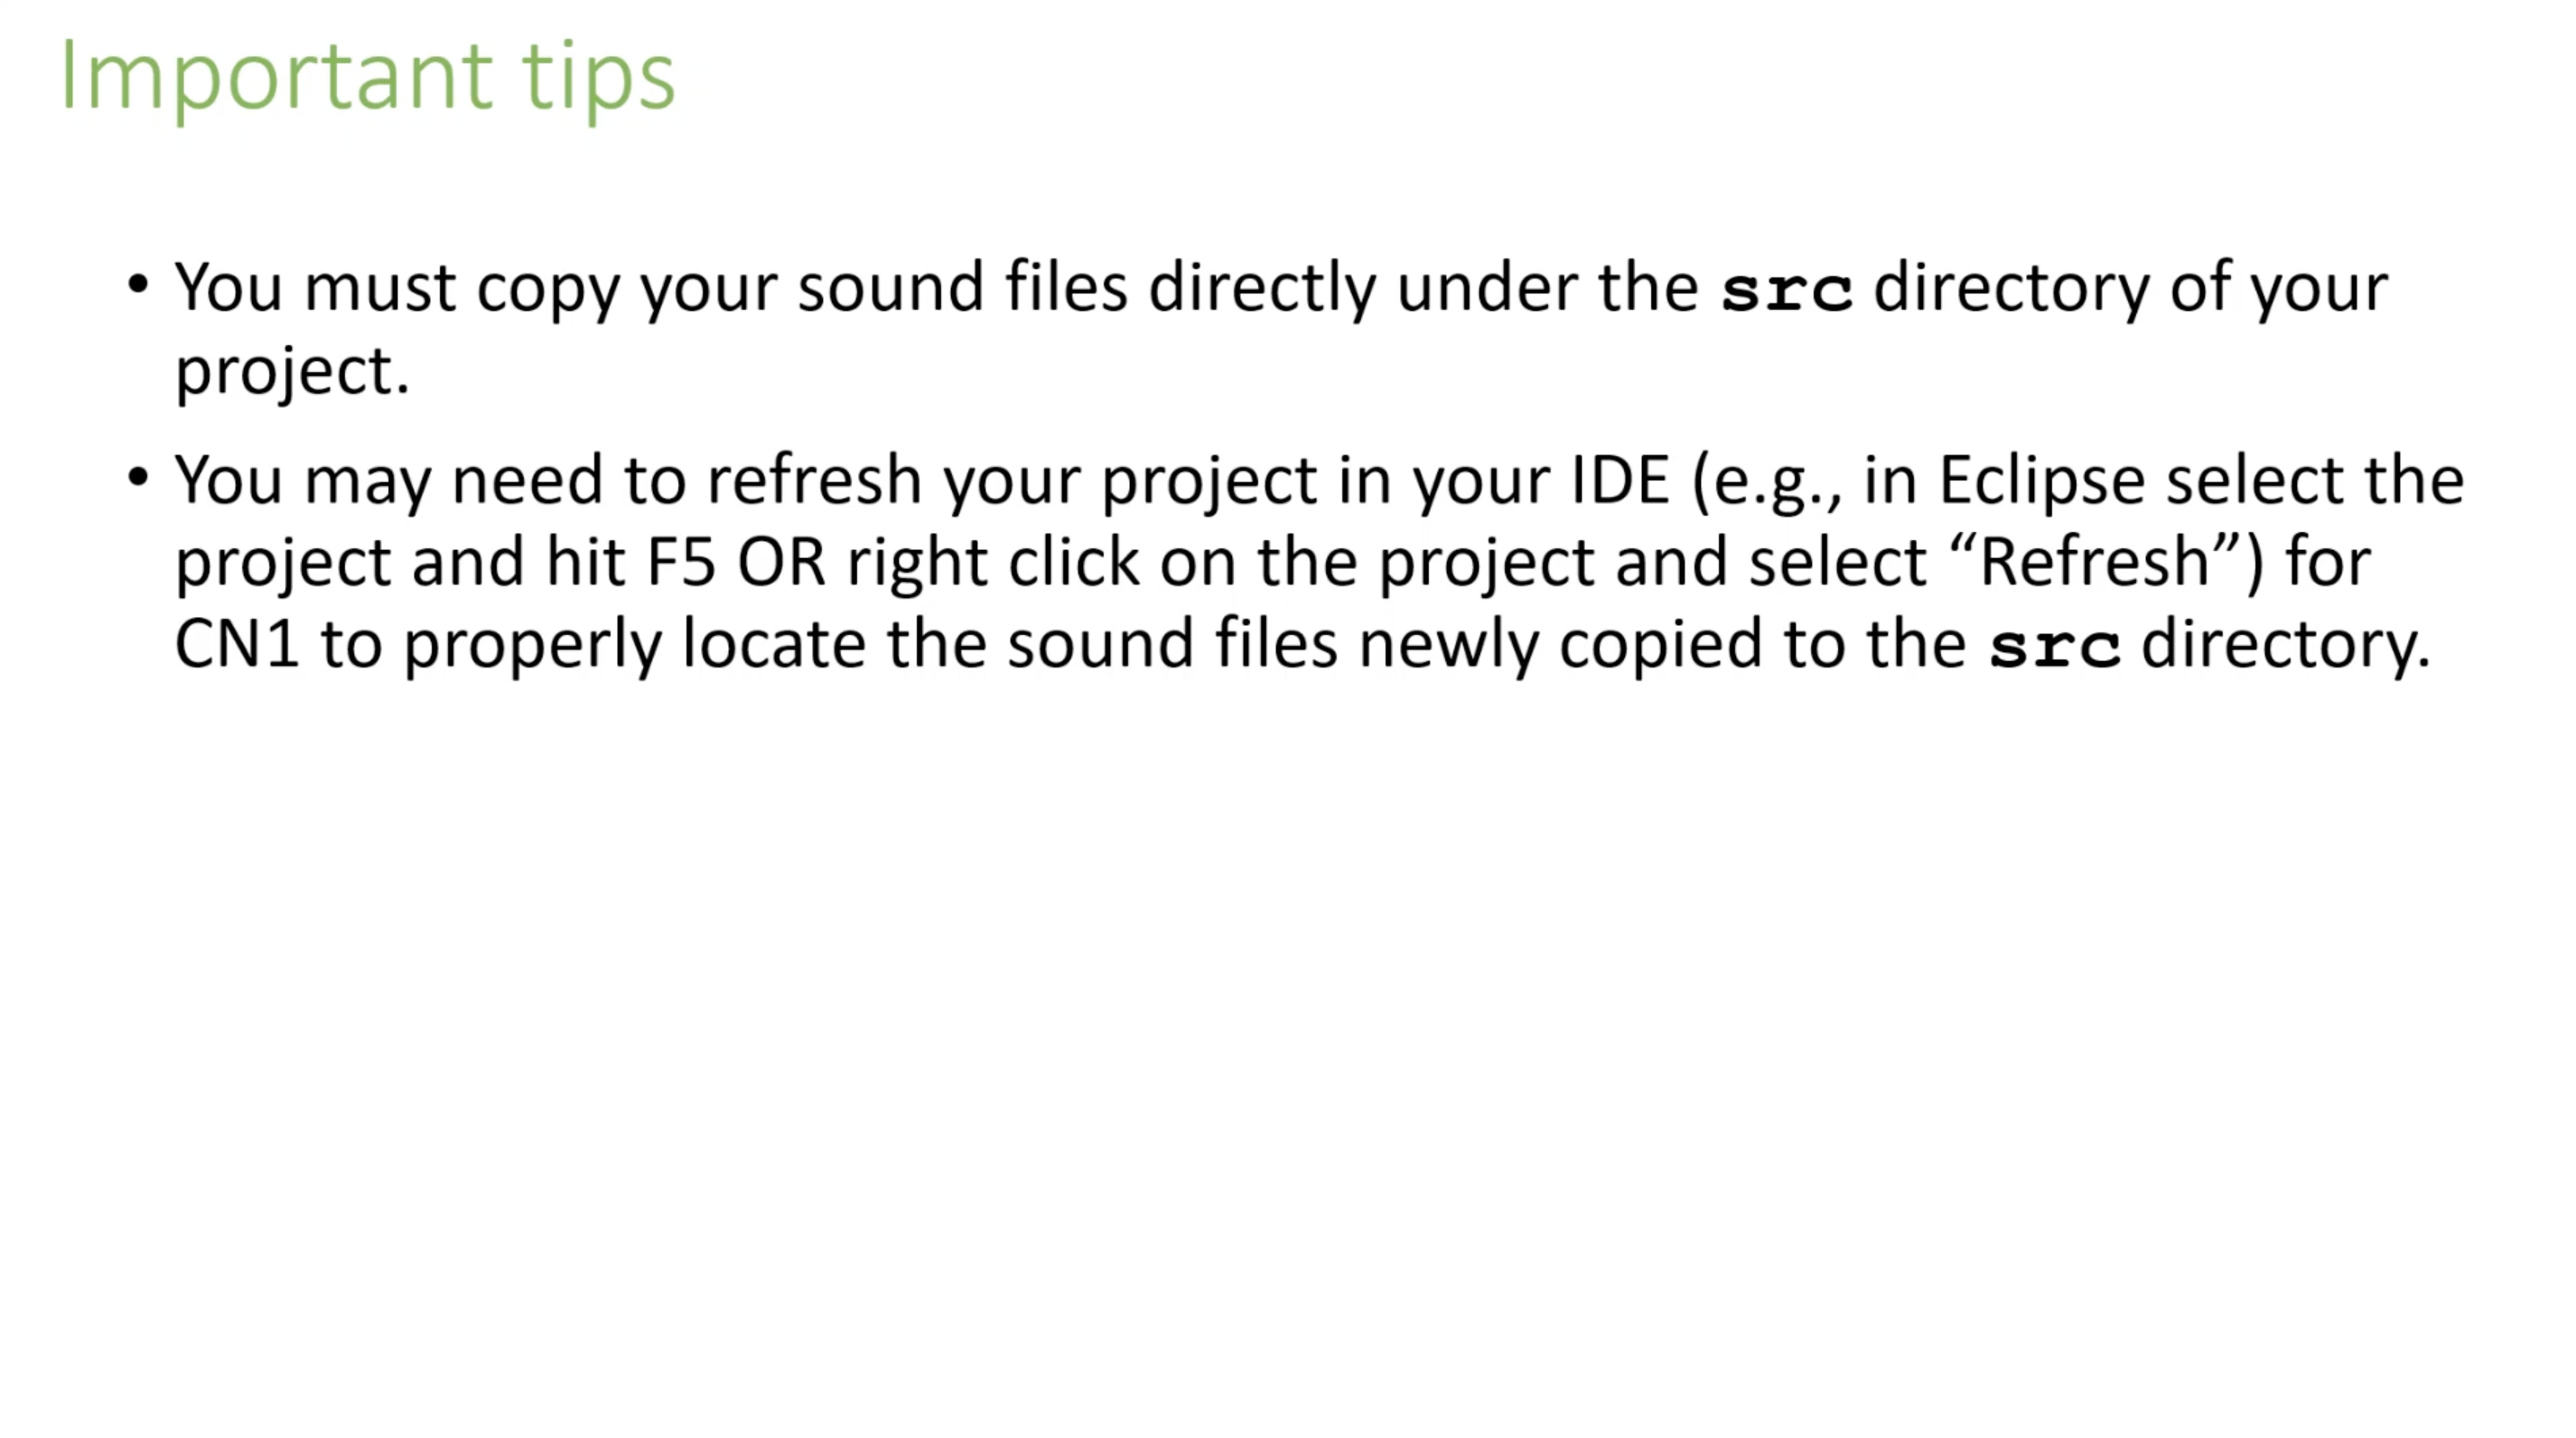 Important tips
• You must copy your sound files directly under the src directory of your
project.
• You may need to refresh your project in your IDE (e.g., in Eclipse select the
project and hit F5 OR right click on the project and select “Refresh”) for
CN1 to properly locate the sound files newly copied to the src directory.